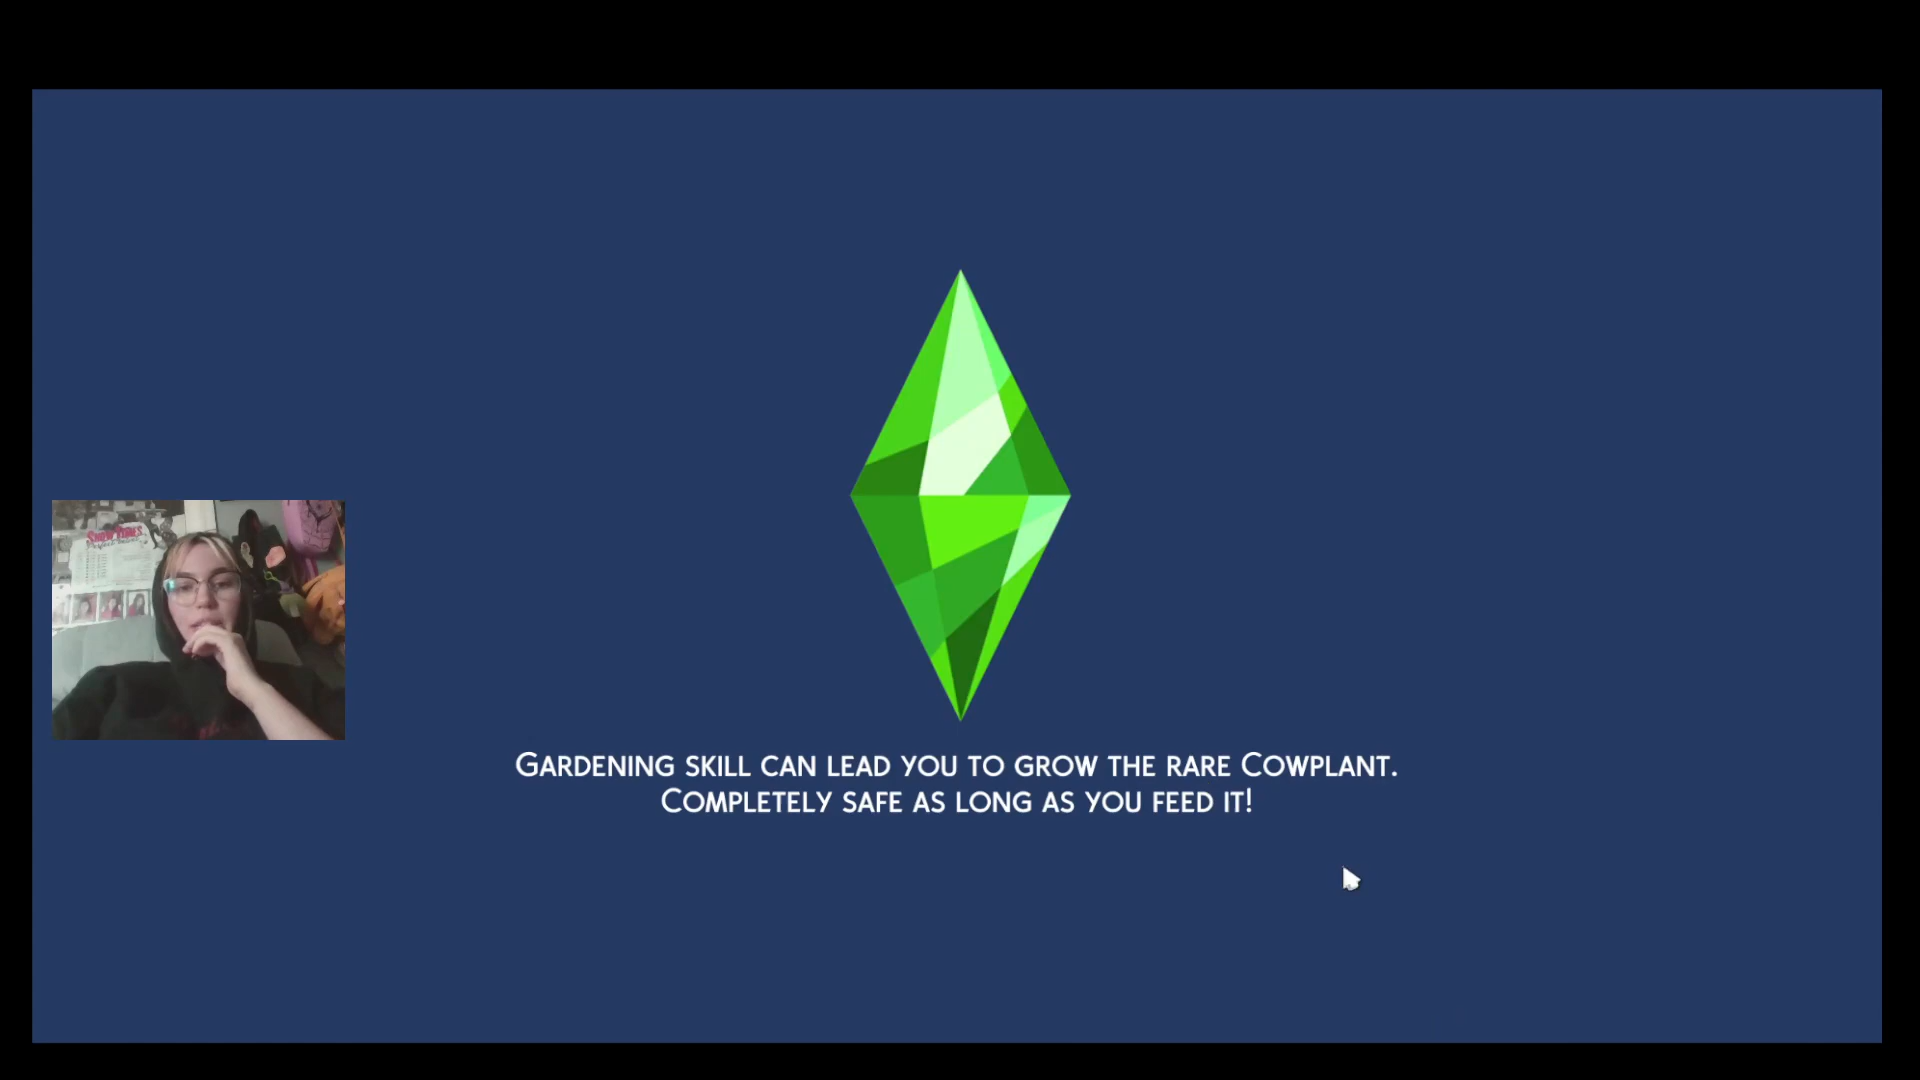 GARDENING SKILL CAN LEAD YOU TO GROW THE RARE COWPLANT.
COMPLETELY SAFE AS LONG AS YOU FEED IT!